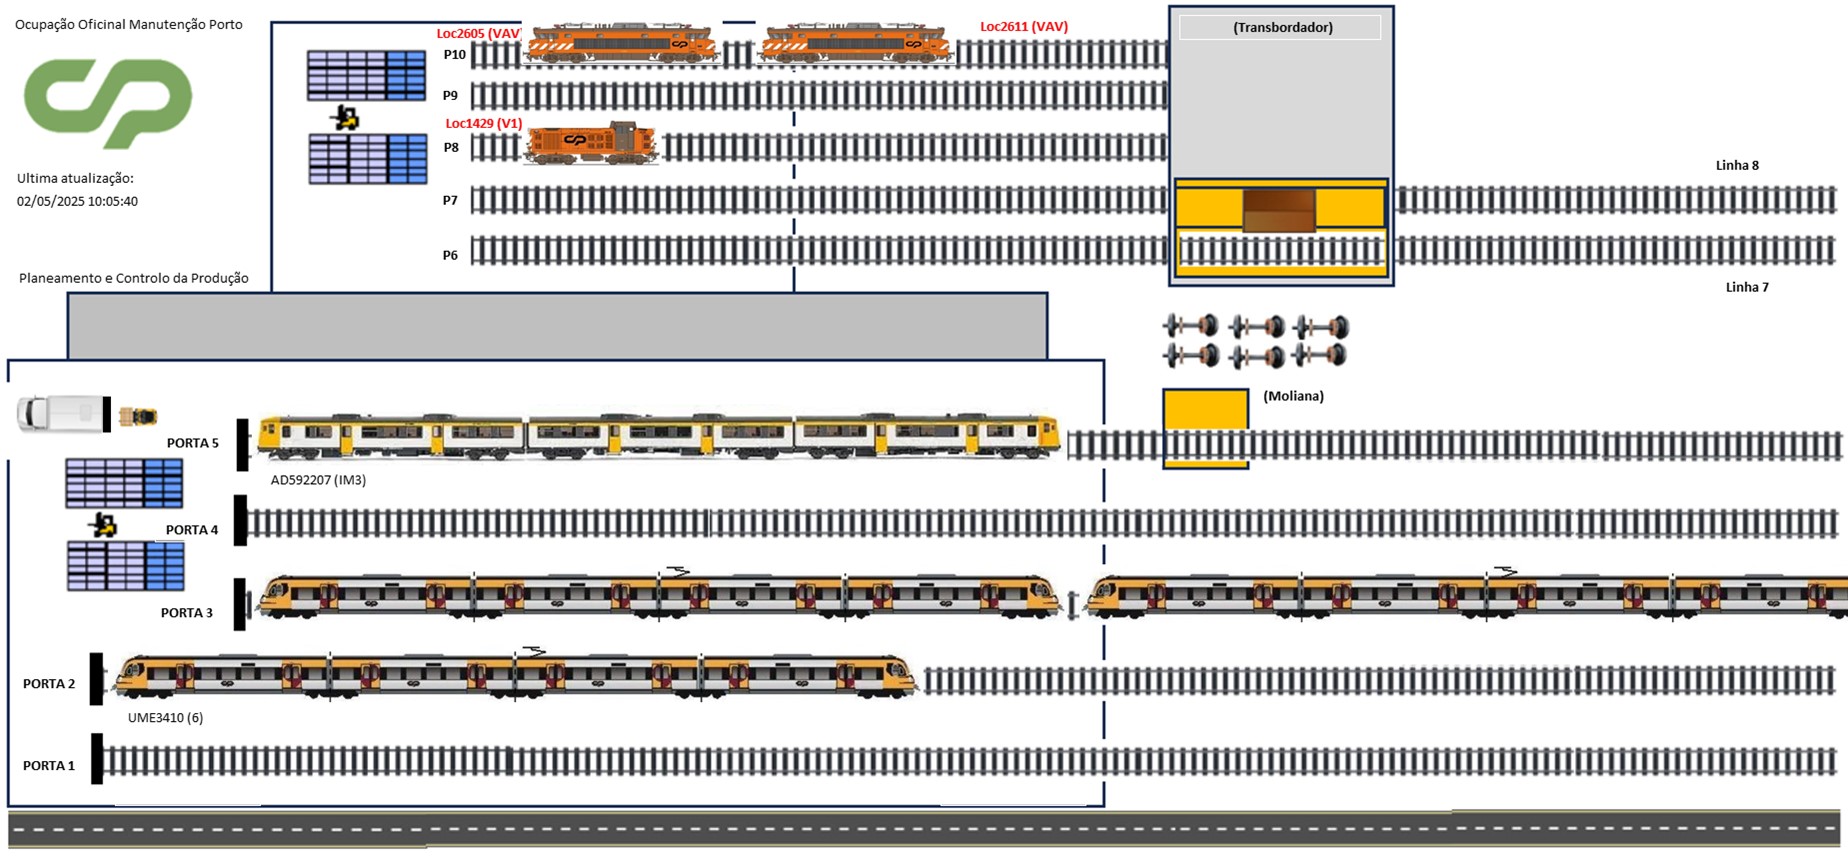 Ocupação Oficinal Manutenção Porto
Loc2605 (VAV)
Loc2611 (VAV)
(Transbordador)
P10
P9
Loc1429 (V1)
P8
Ultima atualização:
02/05/2025 10:05:40
Linha 8
P7
P6
Planeamento e Controlo da Produção
Linha 7
(Moliana)
PORTA 5
AD592207 (IM3)
PORTA 4
PORTA 3
PORTA 2
UME3410 (6)
PORTA 1